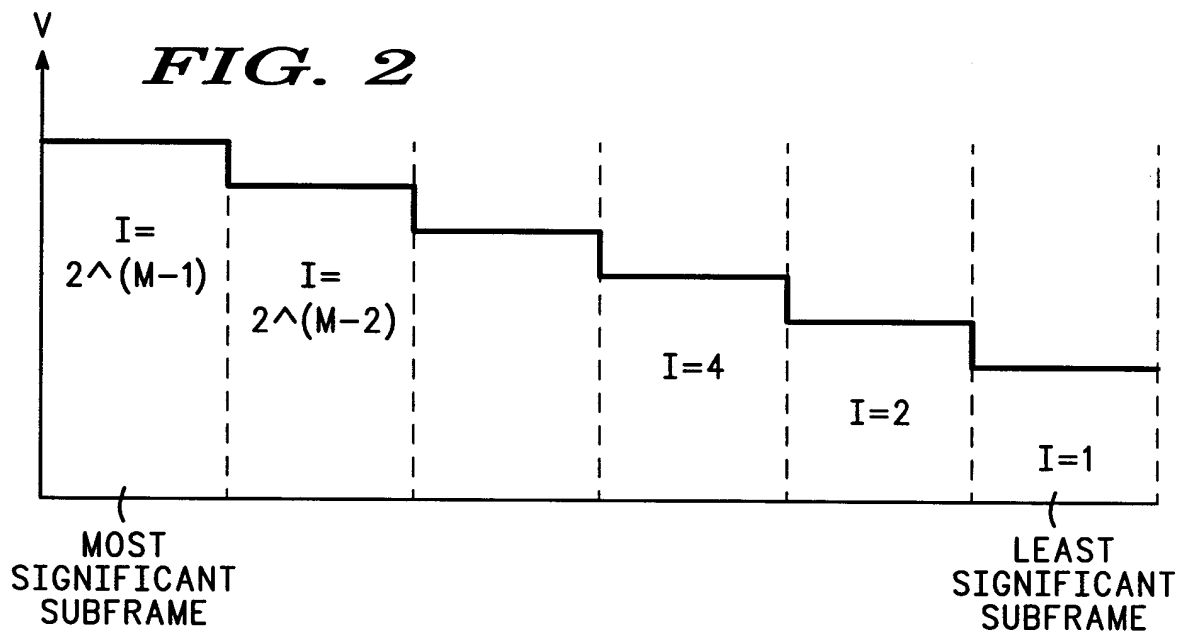 V
FIG. 2
I=
2^(M-1)
I=
2^(M-2)
I=4
I=2
I=1
MOST
SIGNIFICANT
SUBFRAME
LEAST
SIGNIFICANT
SUBFRAME